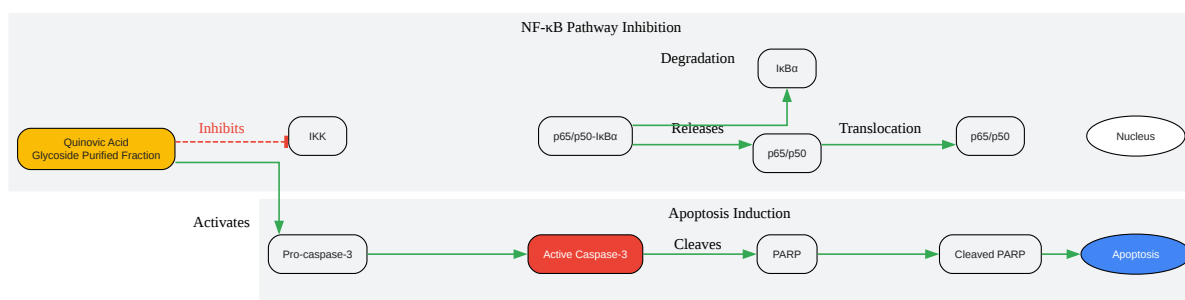 NF-κB Pathway Inhibition
Degradation
IκBα
Inhibits
IKK
Quinovic Acid
Glycoside Purified Fraction
p65/p50-IκBα
Releases
p65/p50
Translocation
p65/p50
Nucleus
Apoptosis Induction
Activates
Pro-caspase-3
Active Caspase-3
Cleaves
PARP
Cleaved PARP
Apoptosis